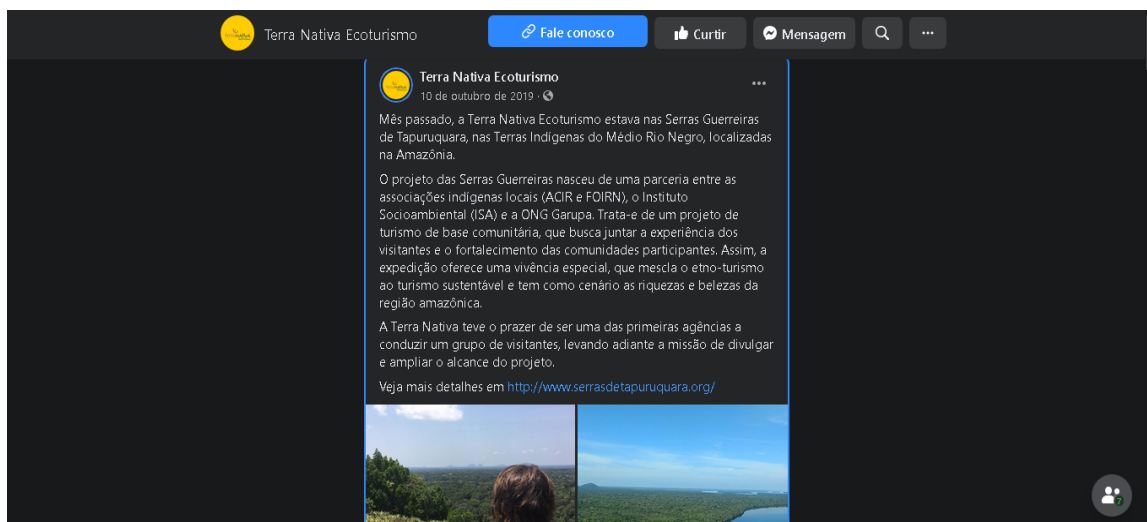 Terra Nativa Ecoturismo
Fale conosco
Curtir
Mensagem
Terra Nativa Ecoturismo
10 de outubro de 2019 ·
Mês passado, a Terra Nativa Ecoturismo estava nas Serras Guerreiras
de Tapuruquara, nas Terras Indígenas do Médio Rio Negro, localizadas
na Amazônia.
O projeto das Serras Guerreiras nasceu de uma parceria entre as
associações indígenas locais (ACIR e FOIRN), o Instituto
Socioambiental (ISA) e a ONG Garupa. Trata-e de um projeto de
turismo de base comunitária, que busca juntar a experiência dos
visitantes e o fortalecimento das comunidades participantes. Assim, a
expedição oferece uma vivência especial, que mescla o etno-turismo
ao turismo sustentável e tem como cenário as riquezas e belezas da
região amazônica.
A Terra Nativa teve o prazer de ser uma das primeiras agências a
conduzir um grupo de visitantes, levando adiante a missão de divulgar
e ampliar o alcance do projeto.
Veja mais detalhes em http://www.serrasdetapuruquara.org/